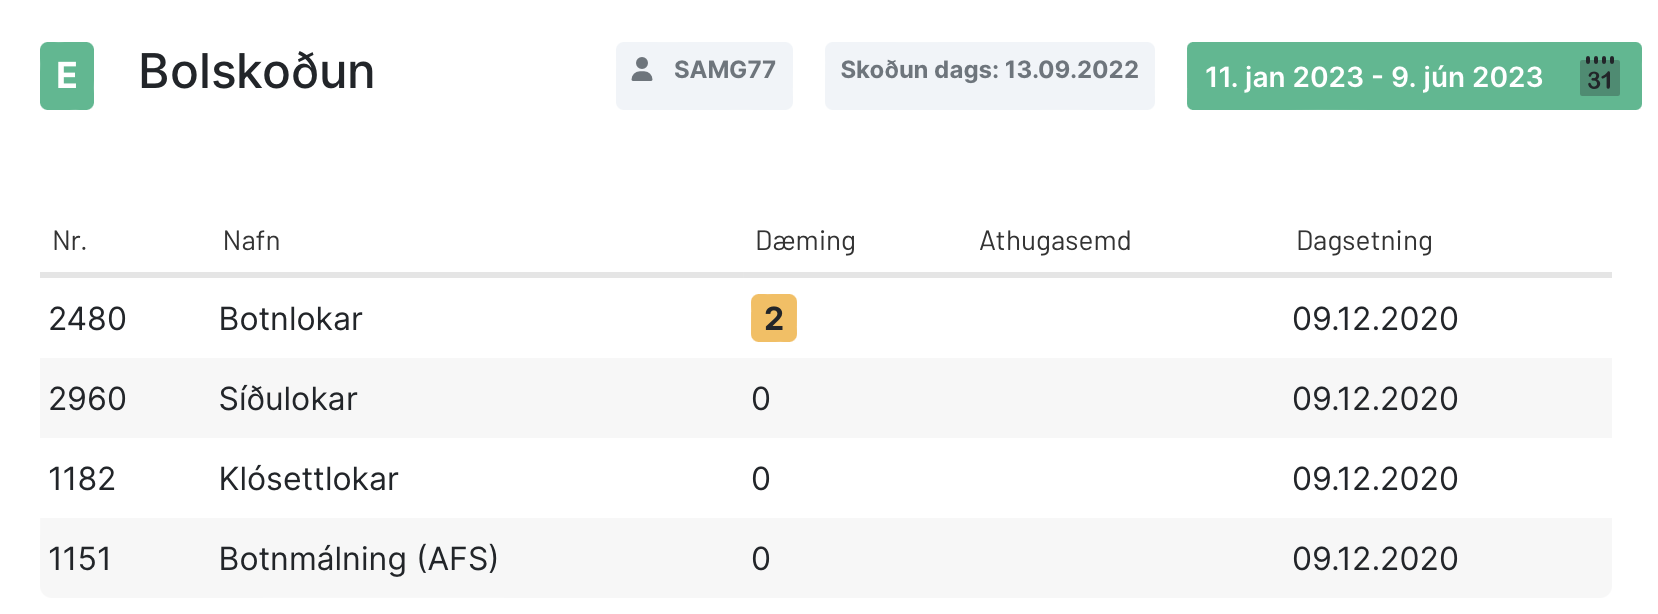 E Bolskoðun SAMG77 Skoðun dags: 13.09.2022 11. jan 2023 - 9. jún 2023 31
Nr. Nafn Dæming Athugasemd Dagsetning
2480 Botnlokar 2 09.12.2020
2960 Síðulokar 0 09.12.2020
1182 Klósettlokar 0 09.12.2020
1151 Botnmálning (AFS) 0 09.12.2020